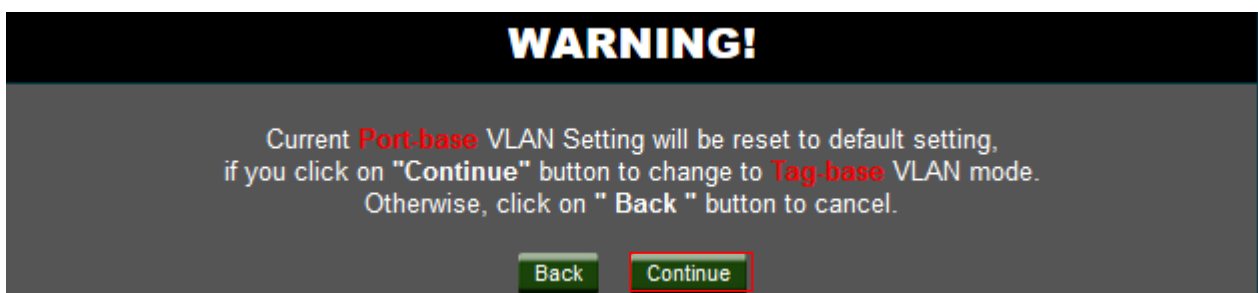 WARNING!
Current Port-base VLAN Setting will be reset to default setting,
if you click on "Continue" button to change to Tag-base VLAN mode.
Otherwise, click on " Back " button to cancel.
Back Continue